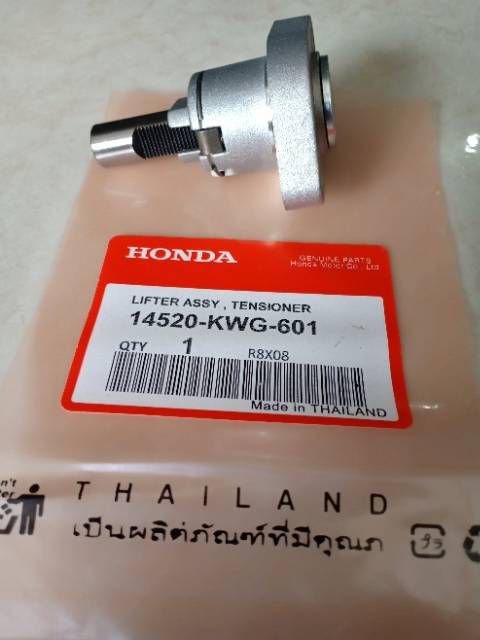 HONDA
GENUINE PARTS
Honda Motor Co., Ltd
LIFTER ASSY , TENSIONER
14520-KWG-601
QTY 1 R8X08
Made in THAILAND
THAILAND
เป็นผลิตภัณฑ์ที่มีคุณภ